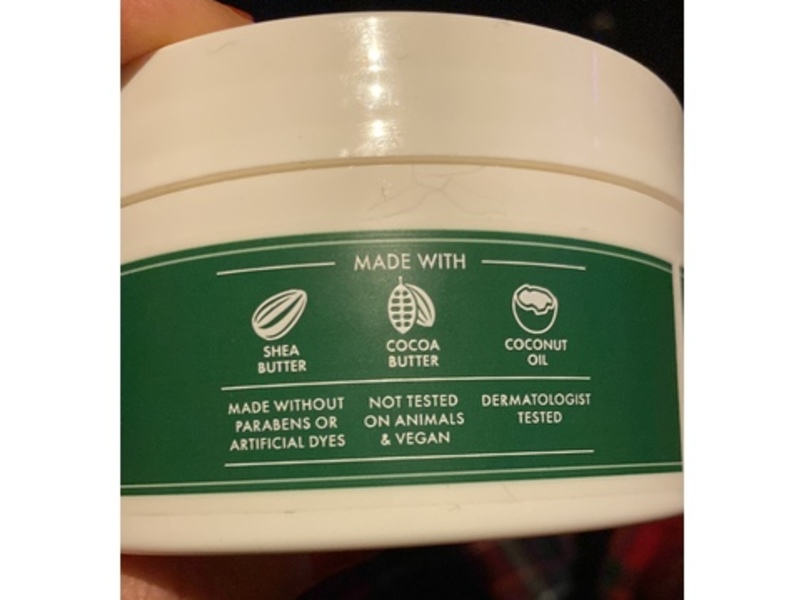 MADE WITH
SHEA
BUTTER
COCOA
BUTTER
COCONUT
OIL
MADE WITHOUT
PARABENS OR
ARTIFICIAL DYES
NOT TESTED
ON ANIMALS
& VEGAN
DERMATOLOGIST
TESTED